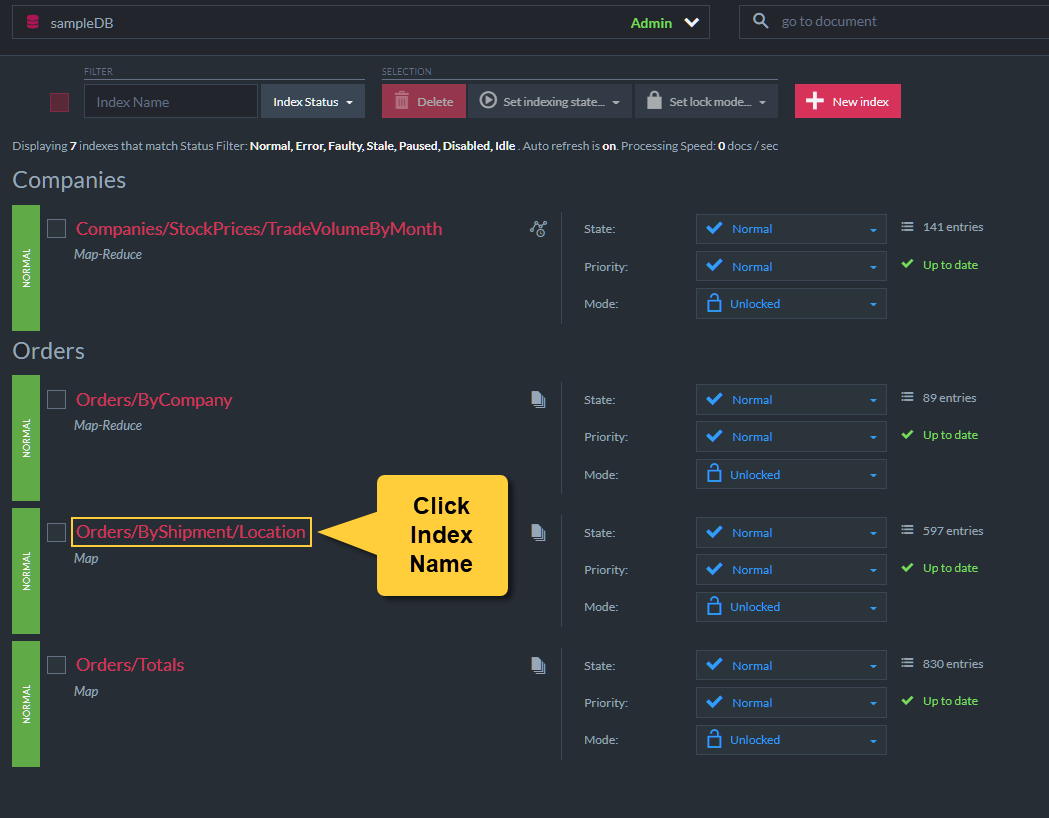 sampleDB Admin go to document
FILTER SELECTION
Index Name Index Status Delete Set indexing state... Set lock mode... New index
Displaying 7 indexes that match Status Filter: Normal, Error, Faulty, Stale, Paused, Disabled, Idle . Auto refresh is on. Processing Speed: 0 docs / sec
Companies
NORMAL
Companies/StockPrices/TradeVolumeByMonth State: Normal 141 entries
Map-Reduce
Priority: Normal Up to date
Mode: Unlocked
Orders
NORMAL
Orders/ByCompany State: Normal 89 entries
Map-Reduce
Priority: Normal Up to date
Mode: Unlocked
Click
Index
Name
NORMAL
Orders/ByShipment/Location State: Normal 597 entries
Map
Priority: Normal Up to date
Mode: Unlocked
NORMAL
Orders/Totals State: Normal 830 entries
Map
Priority: Normal Up to date
Mode: Unlocked